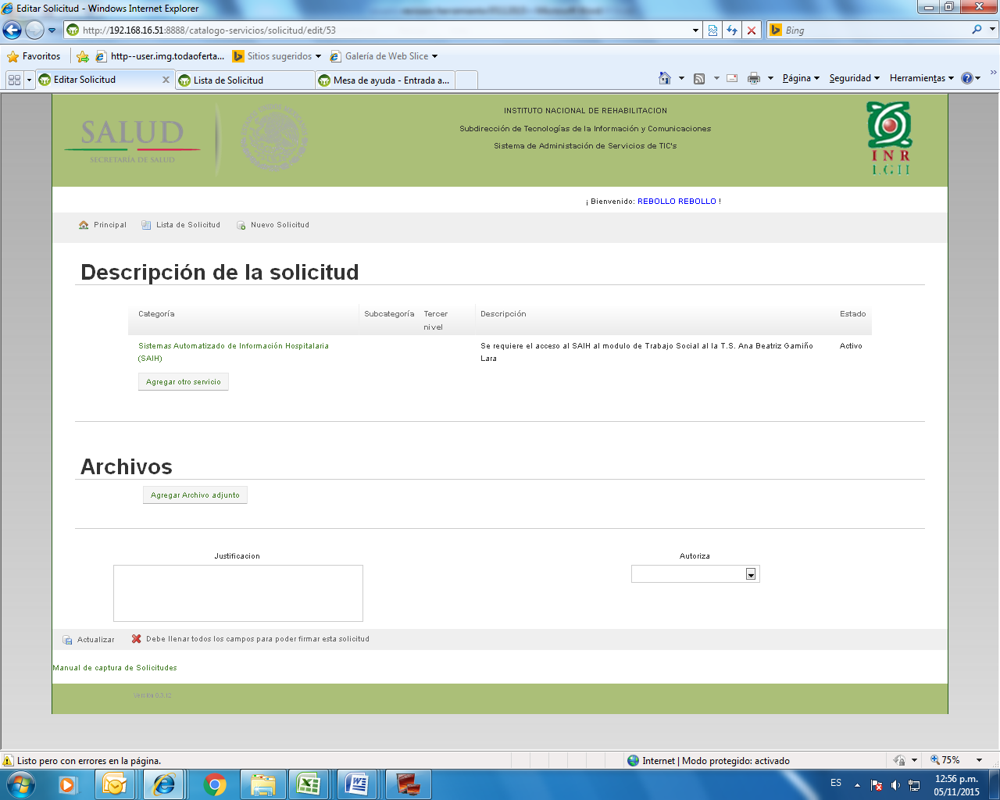 Editar Solicitud - Windows Internet Explorer
http://192.168.16.51:8888/catalogo-servicios/solicitud/edit/53
Bing
Favoritos
http--user.img.todaoferta...
Sitios sugeridos
Galería de Web Slice
Editar Solicitud
Lista de Solicitud
Mesa de ayuda - Entrada a...
Página
Seguridad
Herramientas
SALUD
SECRETARÍA DE SALUD
INSTITUTO NACIONAL DE REHABILITACION
Subdirección de Tecnologías de la Información y Comunicaciones
Sistema de Administación de Servicios de TIC's
INR
LGII
¡ Bienvenido: REBOLLO REBOLLO !
Principal
Lista de Solicitud
Nuevo Solicitud
Descripción de la solicitud
Categoría
Subcategoría
Tercer
nivel
Descripción
Estado
Sistemas Automatizado de Información Hospitalaria
(SAIH)
Se requiere el acceso al SAIH al modulo de Trabajo Social al la T.S. Ana Beatriz Gamiño
Lara
Activo
Agregar otro servicio
Archivos
Agregar Archivo adjunto
Justificacion
Autoriza
Actualizar
Debe llenar todos los campos para poder firmar esta solicitud
Manual de captura de Solicitudes
Versión 0.3.12
Listo pero con errores en la página.
Internet | Modo protegido: activado
75%
ES
12:56 p.m.
05/11/2015